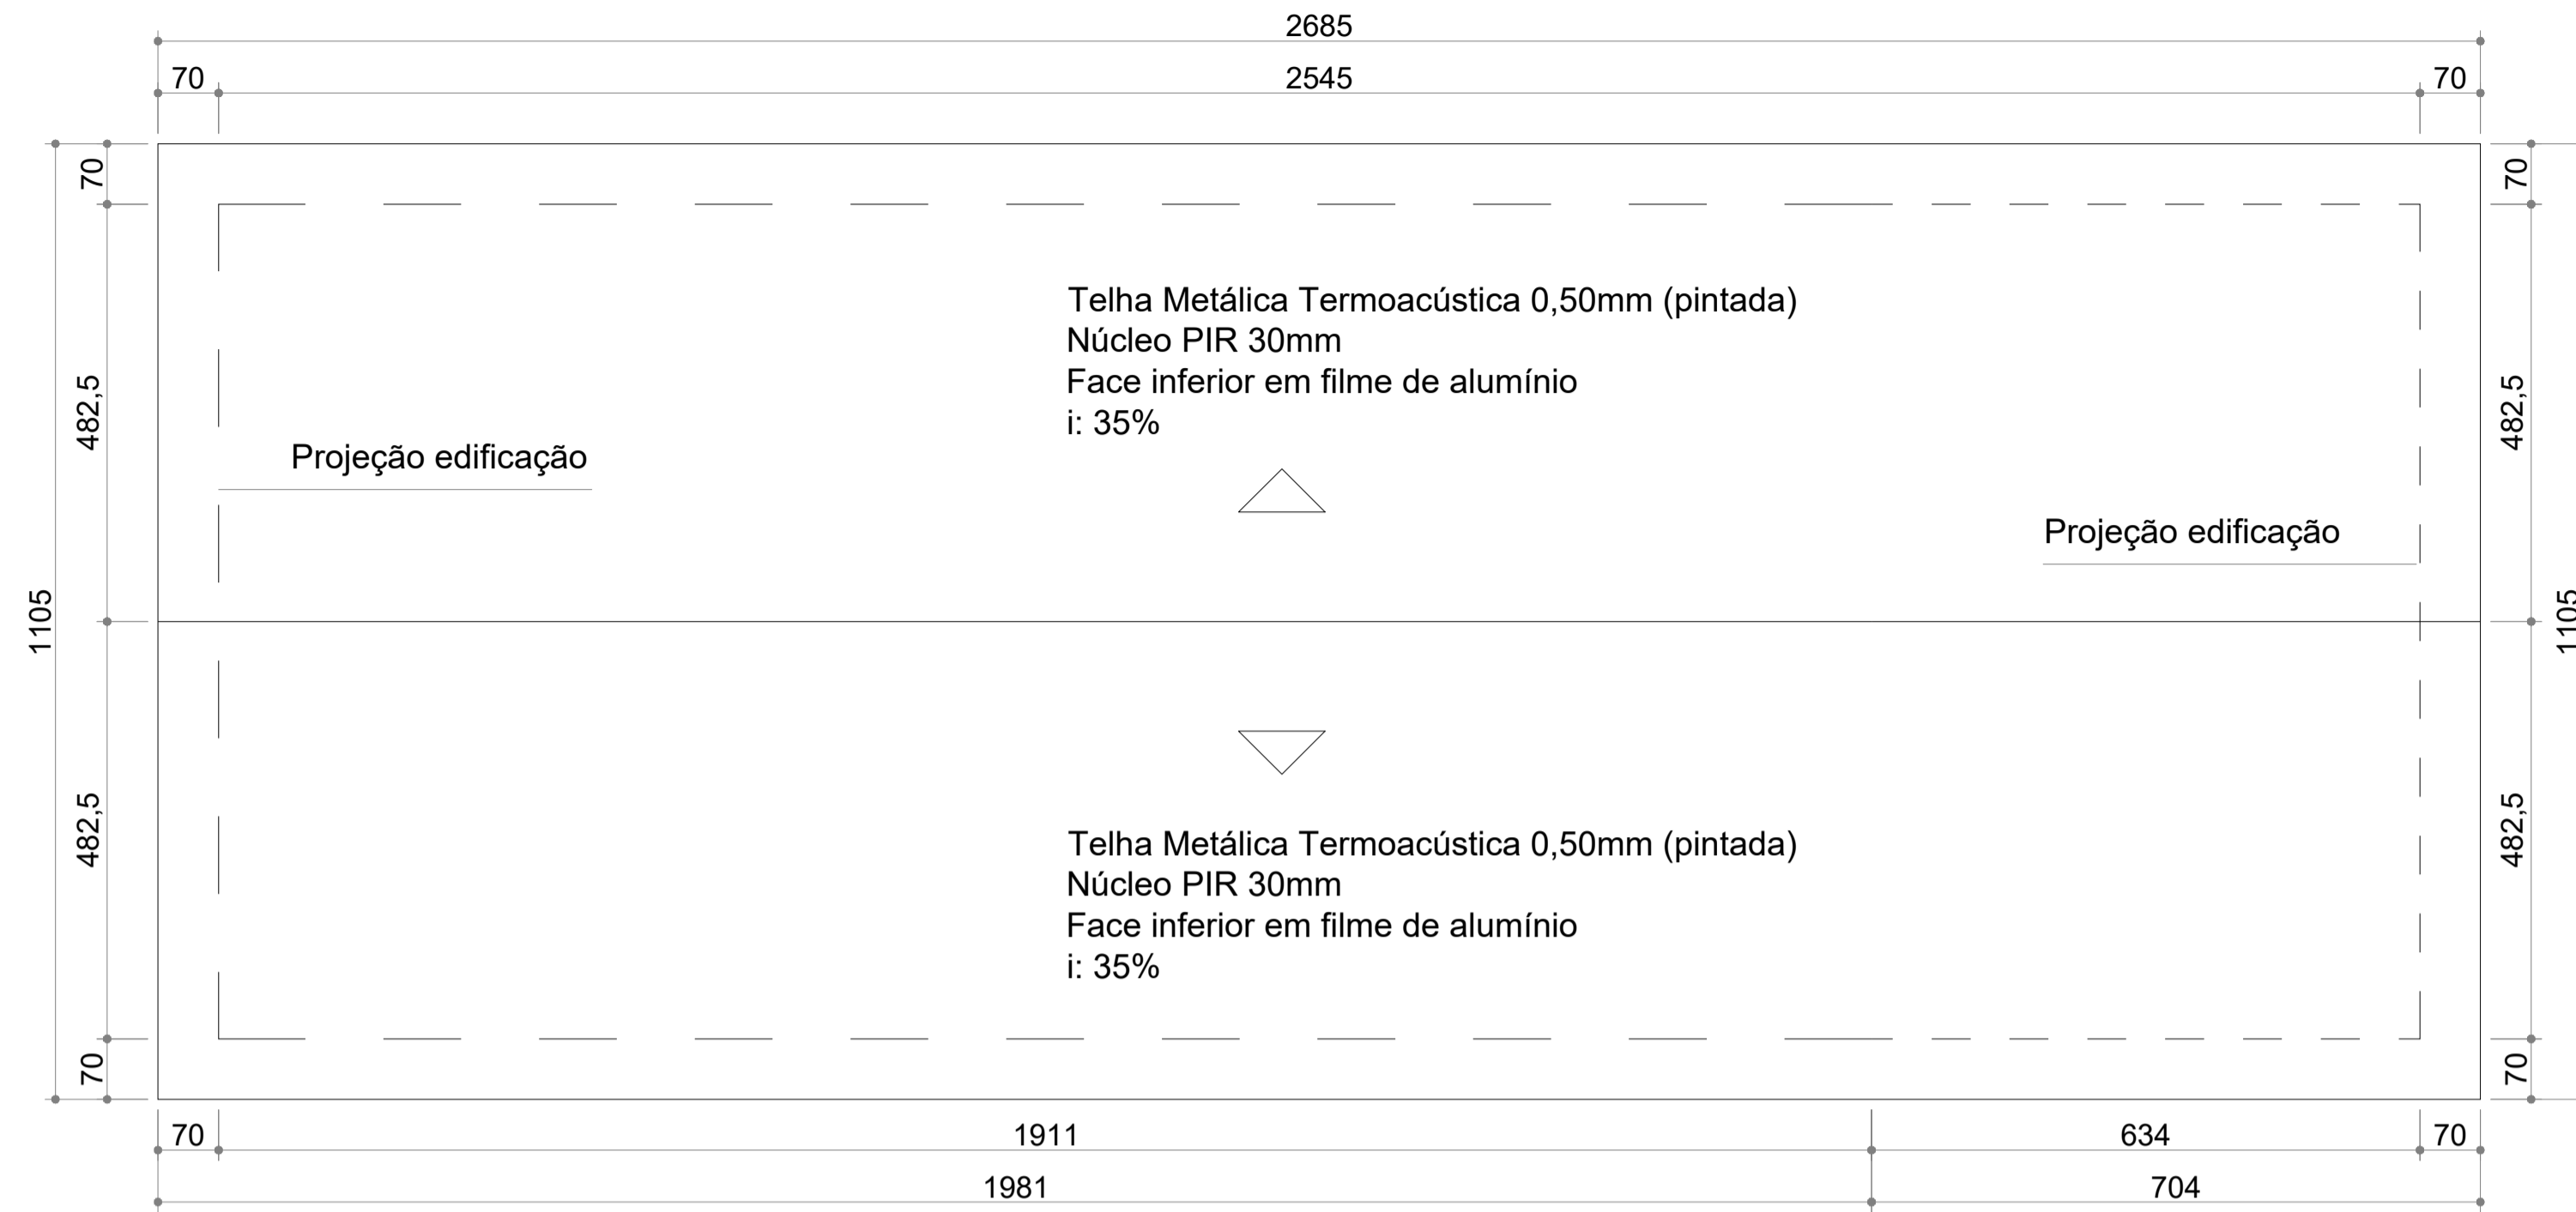 2685
70
2545
70
70
70
Telha Metálica Termoacústica 0,50mm (pintada)
Núcleo PIR 30mm
Face inferior em filme de alumínio
i: 35%
482,5
482,5
Projeção edificação
Projeção edificação
1105
1105
Telha Metálica Termoacústica 0,50mm (pintada)
Núcleo PIR 30mm
Face inferior em filme de alumínio
i: 35%
482,5
482,5
70
70
70
1911
634
70
1981
704